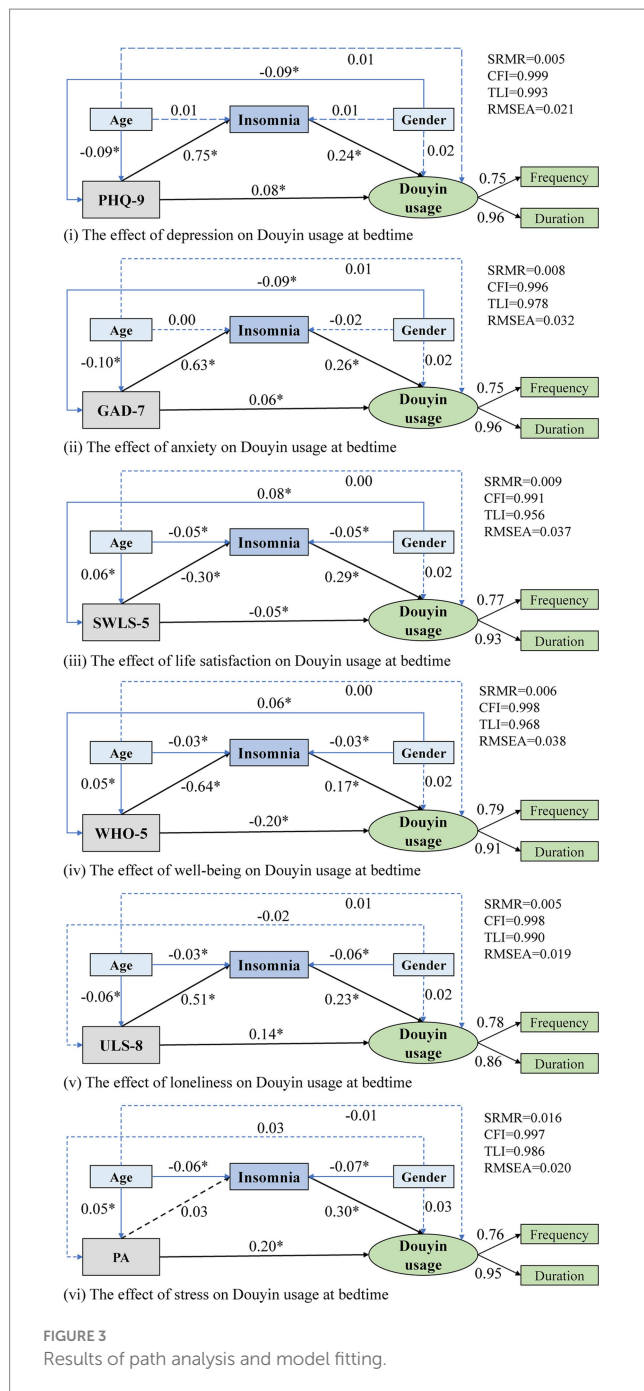 0.01
SRMR=0.005
-0.09*
CFI=0.999
TLI=0.993
RMSEA=0.021
Age
0.01
Insomnia
0.01
Gender
-0.09*
0.75*
0.24*
0.02
PHQ-9
0.08*
Douyin
usage
0.75
Frequency
0.96
Duration
(i) The effect of depression on Douyin usage at bedtime
0.01
SRMR=0.008
-0.09*
CFI=0.996
TLI=0.978
RMSEA=0.032
Age
0.00
Insomnia
-0.02
Gender
-0.10*
0.63*
0.26*
0.02
GAD-7
0.06*
Douyin
usage
0.75
Frequency
0.96
Duration
(ii) The effect of anxiety on Douyin usage at bedtime
0.00
SRMR=0.009
0.08*
CFI=0.991
TLI=0.956
RMSEA=0.037
Age
-0.05*
Insomnia
-0.05*
Gender
0.06*
-0.30*
0.29*
0.02
SWLS-5
-0.05*
Douyin
usage
0.77
Frequency
0.93
Duration
(iii) The effect of life satisfaction on Douyin usage at bedtime
0.00
SRMR=0.006
0.06*
CFI=0.998
TLI=0.968
RMSEA=0.038
Age
-0.03*
Insomnia
-0.03*
Gender
0.05*
-0.64*
0.17*
0.02
WHO-5
-0.20*
Douyin
usage
0.79
Frequency
0.91
Duration
(iv) The effect of well-being on Douyin usage at bedtime
0.01
SRMR=0.005
-0.02
CFI=0.998
TLI=0.990
RMSEA=0.019
Age
-0.03*
Insomnia
-0.06*
Gender
-0.06*
0.51*
0.23*
0.02
ULS-8
0.14*
Douyin
usage
0.78
Frequency
0.86
Duration
(v) The effect of loneliness on Douyin usage at bedtime
-0.01
SRMR=0.016
0.03
CFI=0.997
TLI=0.986
RMSEA=0.020
Age
-0.06*
Insomnia
-0.07*
Gender
0.05*
0.03
0.30*
0.03
PA
0.20*
Douyin
usage
0.76
Frequency
0.95
Duration
(vi) The effect of stress on Douyin usage at bedtime
FIGURE 3
Results of path analysis and model fitting.